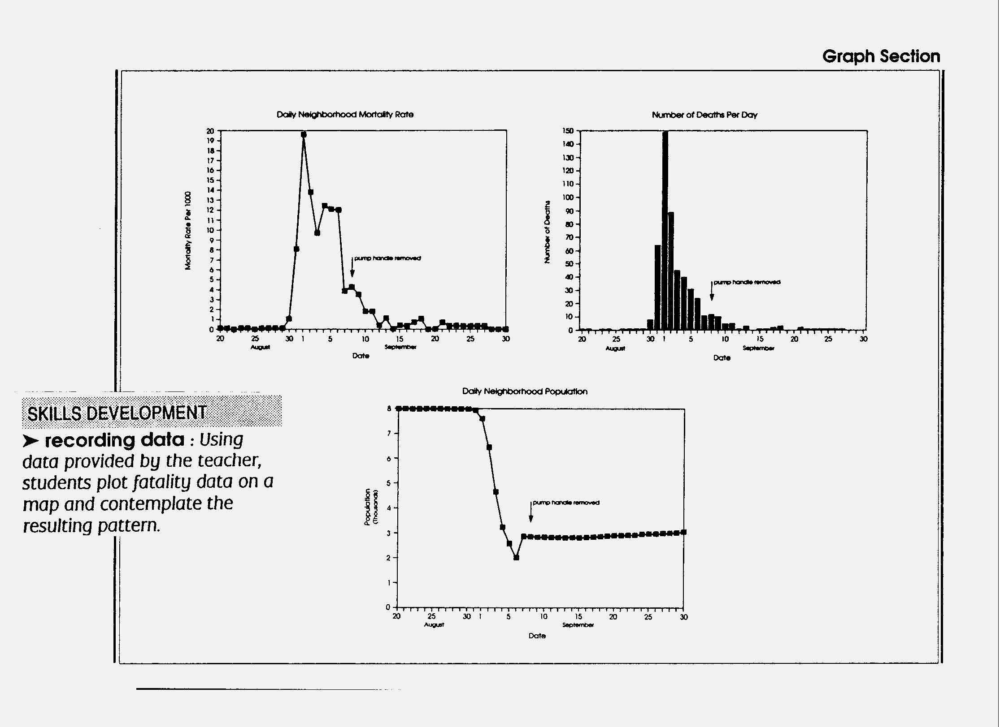 Graph Section
Daily Neighborhood Mortality Rate
20
19
18
17
16
15
14
13
12
11
10
9
8
7
6
5
4
3
2
1
0
Mortality Rate Per 1000
pump handle removed
20 25 30 1 5 10 15 20 25 30
August September
Date
Number of Deaths Per Day
150
140
130
120
110
100
90
80
70
60
50
40
30
20
10
0
Number of Deaths
pump handle removed
20 25 30 1 5 10 15 20 25 30
August September
Date
SKILLS DEVELOPMENT
➤ recording data : Using
data provided by the teacher,
students plot fatality data on a
map and contemplate the
resulting pattern.
Daily Neighborhood Population
8
7
6
5
4
3
2
1
0
Population
(Thousands)
pump handle removed
20 25 30 1 5 10 15 20 25 30
August September
Date